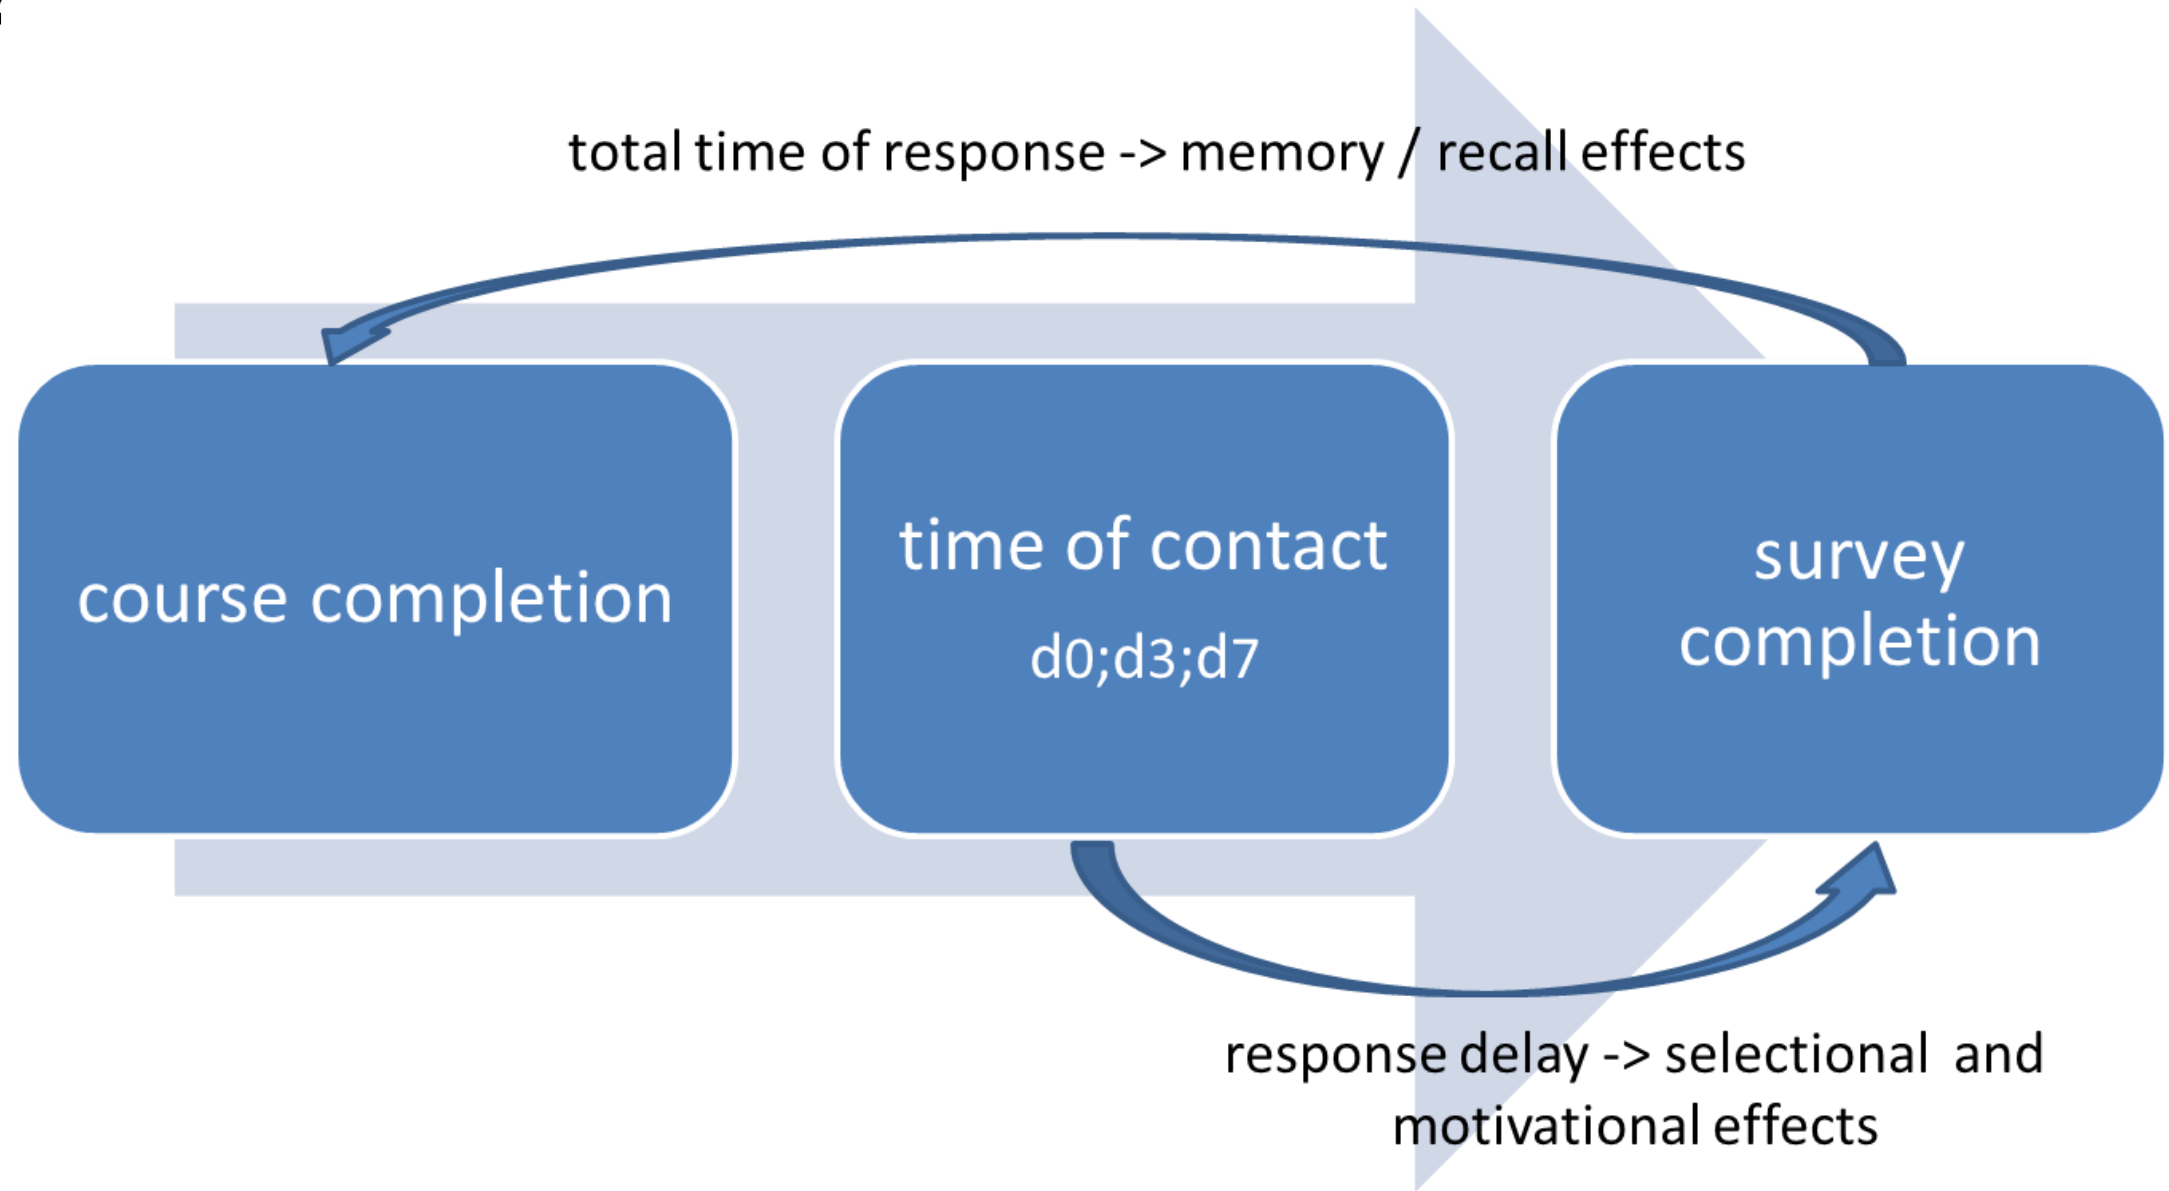 total time of response -> memory / recall effects
course completion
time of contact
d0;d3;d7
survey
completion
response delay -> selectional  and
motivational effects